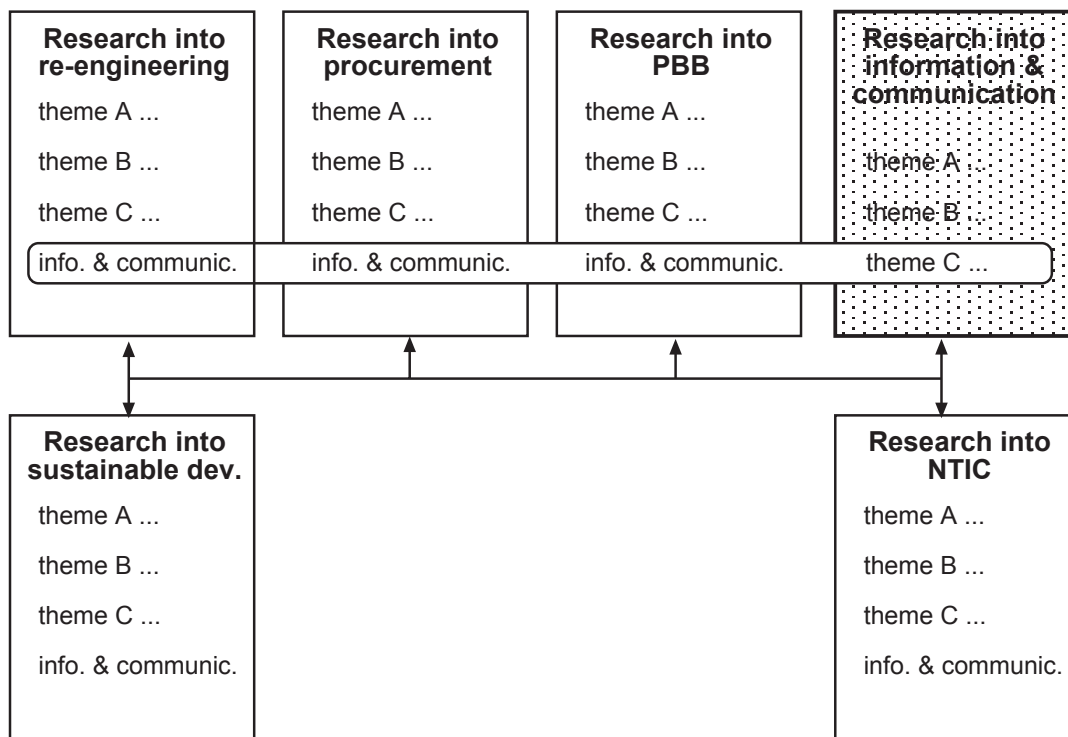 Research into
re-engineering
theme A ...
theme B ...
theme C ...
info. & communic.
Research into
procurement
theme A ...
theme B ...
theme C ...
info. & communic.
Research into
PBB
theme A ...
theme B ...
theme C ...
info. & communic.
Research into
information &
communication
theme A ...
theme B ...
theme C ...
Research into
sustainable dev.
theme A ...
theme B ...
theme C ...
info. & communic.
Research into
NTIC
theme A ...
theme B ...
theme C ...
info. & communic.